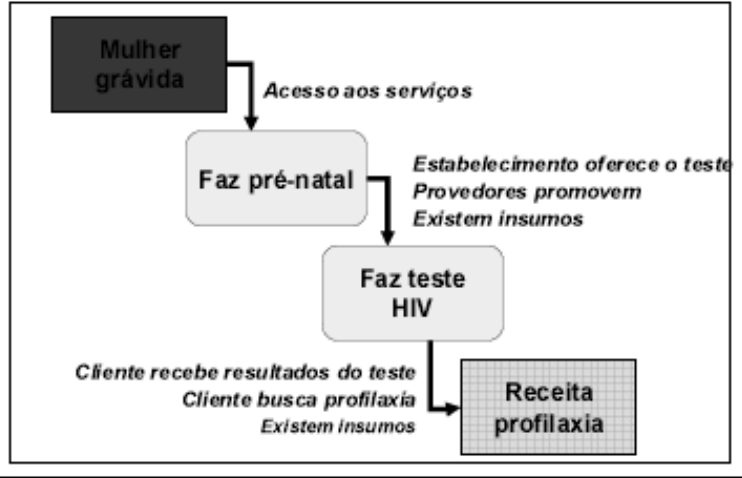 Mulher
grávida
Acesso aos serviços
Faz pré-natal
Estabelecimento oferece o teste
Provedores promovem
Existem insumos
Faz teste
HIV
Cliente recebe resultados do teste
Cliente busca profilaxia
Existem insumos
Receita
profilaxia